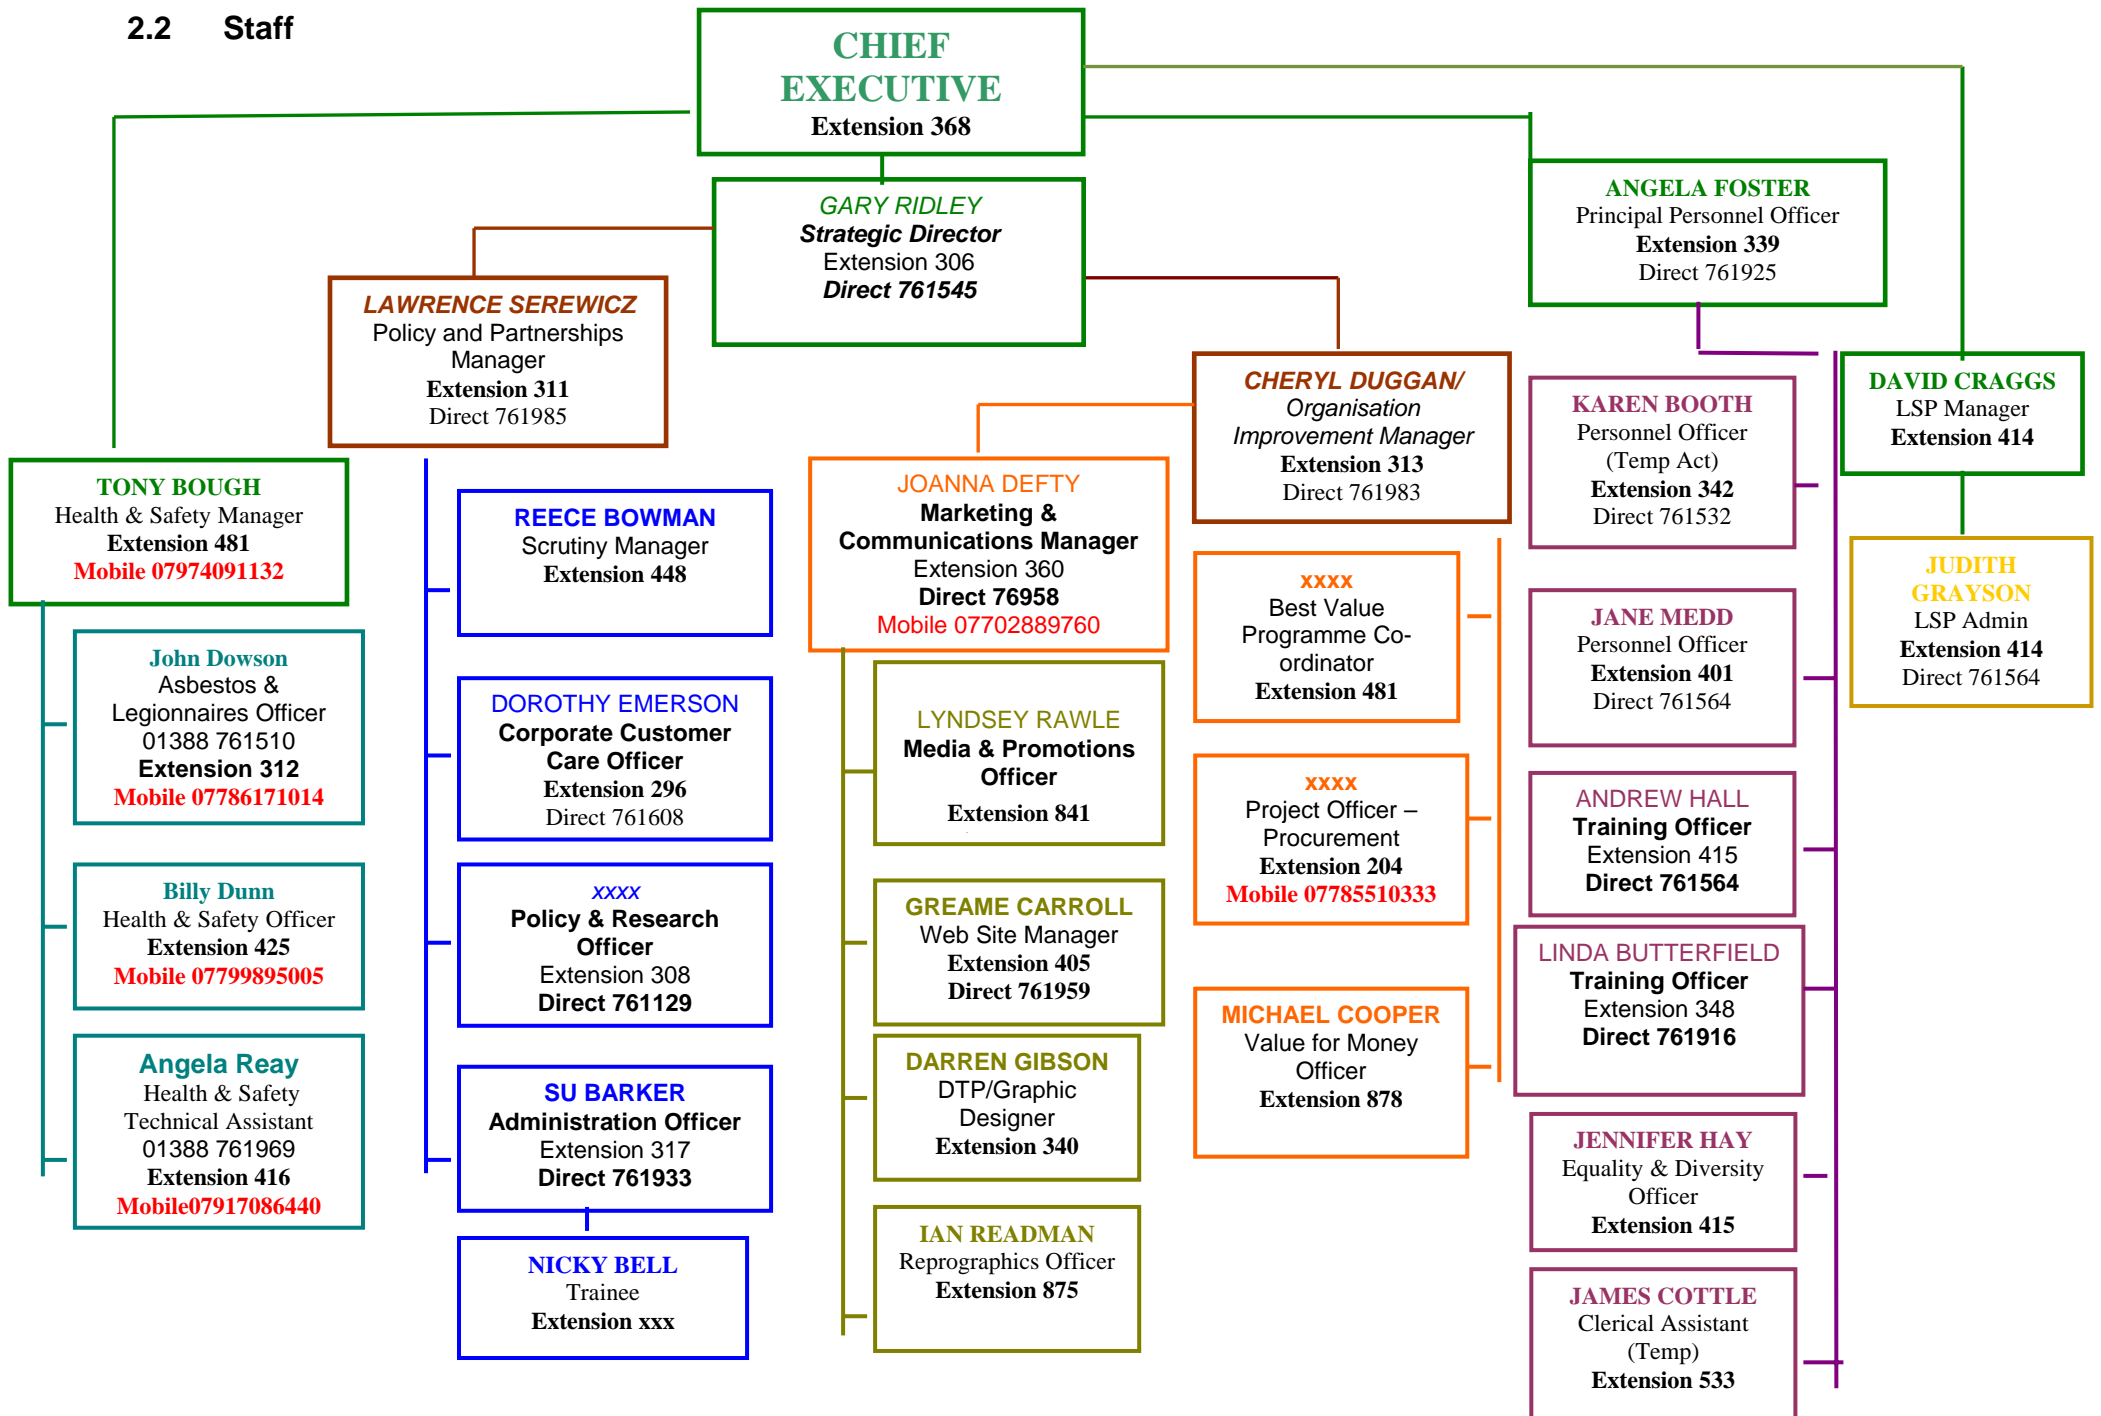 2.2 Staff
CHIEF
EXECUTIVE
Extension 368
GARY RIDLEY
Strategic Director
Extension 306
Direct 761545
ANGELA FOSTER
Principal Personnel Officer
Extension 339
Direct 761925
LAWRENCE SEREWICZ
Policy and Partnerships
Manager
Extension 311
Direct 761985
CHERYL DUGGAN/
Organisation
Improvement Manager
Extension 313
Direct 761983
DAVID CRAGGS
LSP Manager
Extension 414
JUDITH
GRAYSON
LSP Admin
Extension 414
Direct 761564
TONY BOUGH
Health & Safety Manager
Extension 481
Mobile 07974091132
John Dowson
Asbestos &
Legionnaires Officer
01388 761510
Extension 312
Mobile 07786171014
Billy Dunn
Health & Safety Officer
Extension 425
Mobile 07799895005
Angela Reay
Health & Safety
Technical Assistant
01388 761969
Extension 416
Mobile07917086440
REECE BOWMAN
Scrutiny Manager
Extension 448
DOROTHY EMERSON
Corporate Customer
Care Officer
Extension 296
Direct 761608
xxxx
Policy & Research
Officer
Extension 308
Direct 761129
SU BARKER
Administration Officer
Extension 317
Direct 761933
NICKY BELL
Trainee
Extension xxx
JOANNA DEFTY
Marketing &
Communications Manager
Extension 360
Direct 76958
Mobile 07702889760
LYNDSEY RAWLE
Media & Promotions
Officer
Extension 841
GREAME CARROLL
Web Site Manager
Extension 405
Direct 761959
DARREN GIBSON
DTP/Graphic
Designer
Extension 340
IAN READMAN
Reprographics Officer
Extension 875
xxxx
Best Value
Programme Co-
ordinator
Extension 481
xxxx
Project Officer –
Procurement
Extension 204
Mobile 07785510333
MICHAEL COOPER
Value for Money
Officer
Extension 878
KAREN BOOTH
Personnel Officer
(Temp Act)
Extension 342
Direct 761532
JANE MEDD
Personnel Officer
Extension 401
Direct 761564
ANDREW HALL
Training Officer
Extension 415
Direct 761564
LINDA BUTTERFIELD
Training Officer
Extension 348
Direct 761916
JENNIFER HAY
Equality & Diversity
Officer
Extension 415
JAMES COTTLE
Clerical Assistant
(Temp)
Extension 533